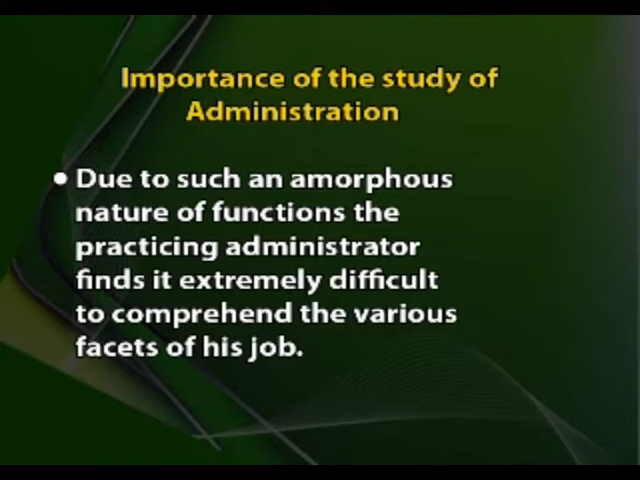 Importance of the study of
Administration
• Due to such an amorphous
nature of functions the
practicing administrator
finds it extremely difficult
to comprehend the various
facets of his job.